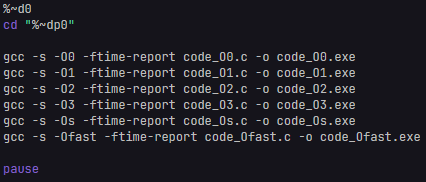 %~d0
cd "%~dp0"
gcc -s -O0 -ftime-report code_O0.c -o code_O0.exe
gcc -s -O1 -ftime-report code_O1.c -o code_O1.exe
gcc -s -O2 -ftime-report code_O2.c -o code_O2.exe
gcc -s -O3 -ftime-report code_O3.c -o code_O3.exe
gcc -s -Os -ftime-report code_Os.c -o code_Os.exe
gcc -s -Ofast -ftime-report code_Ofast.c -o code_Ofast.exe
pause